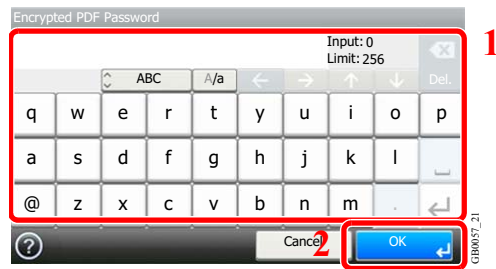 Encrypted PDF Password
1
Input: 0
Limit: 256
ABC A/a ← → ↑ ↓ Del.
q w e r t y u i o p
a s d f g h j k l
@ z x c v b n m .
? Cancel 2 OK
GB0057_21